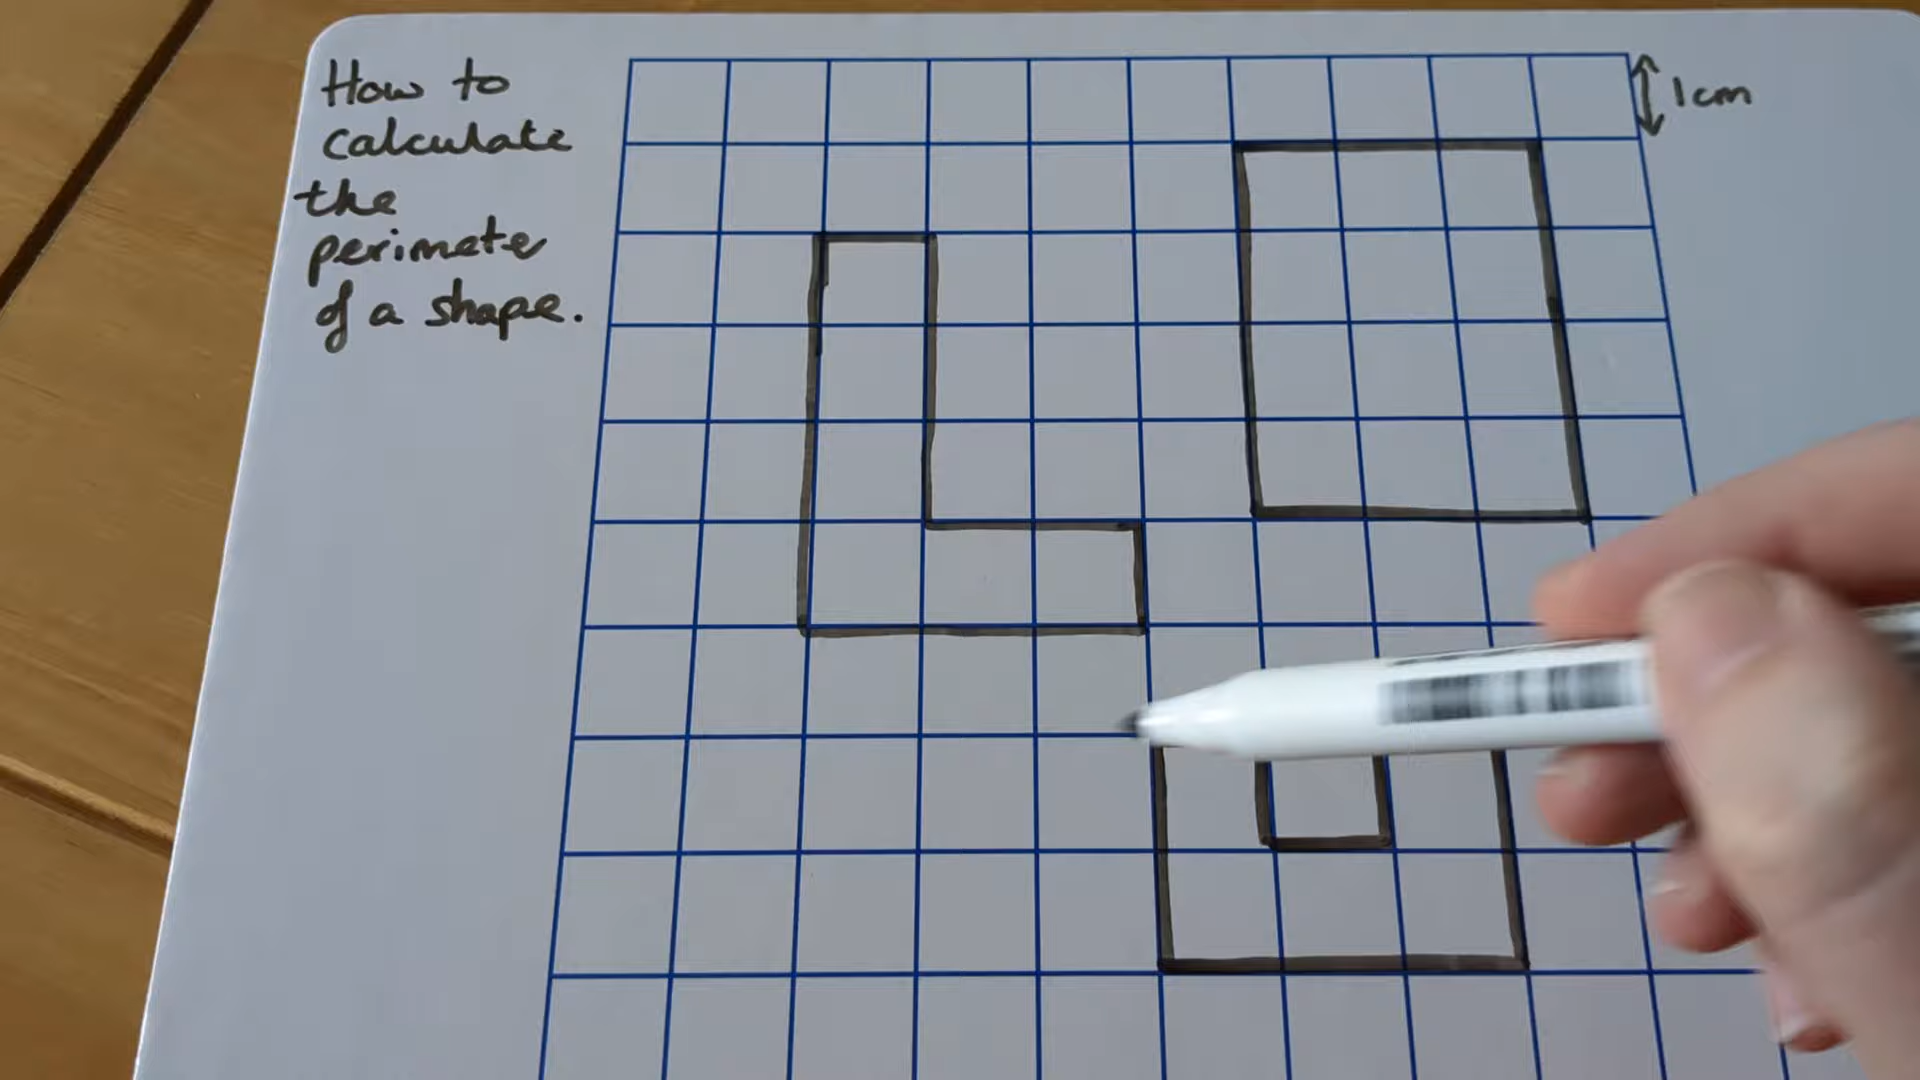 How to
calculate
the
perimete
of a shape.
1cm